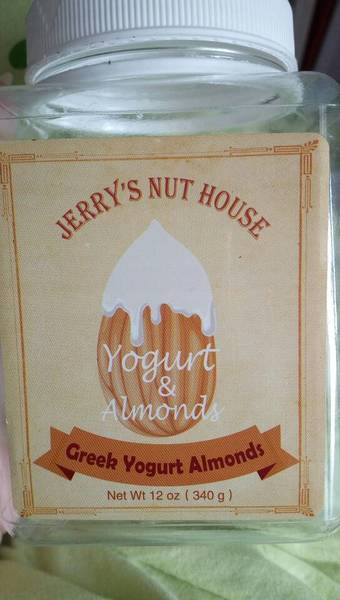 JERRY'S NUT HOUSE
Yogurt
&
Almonds
Greek Yogurt Almonds
Net Wt 12 oz ( 340 g )